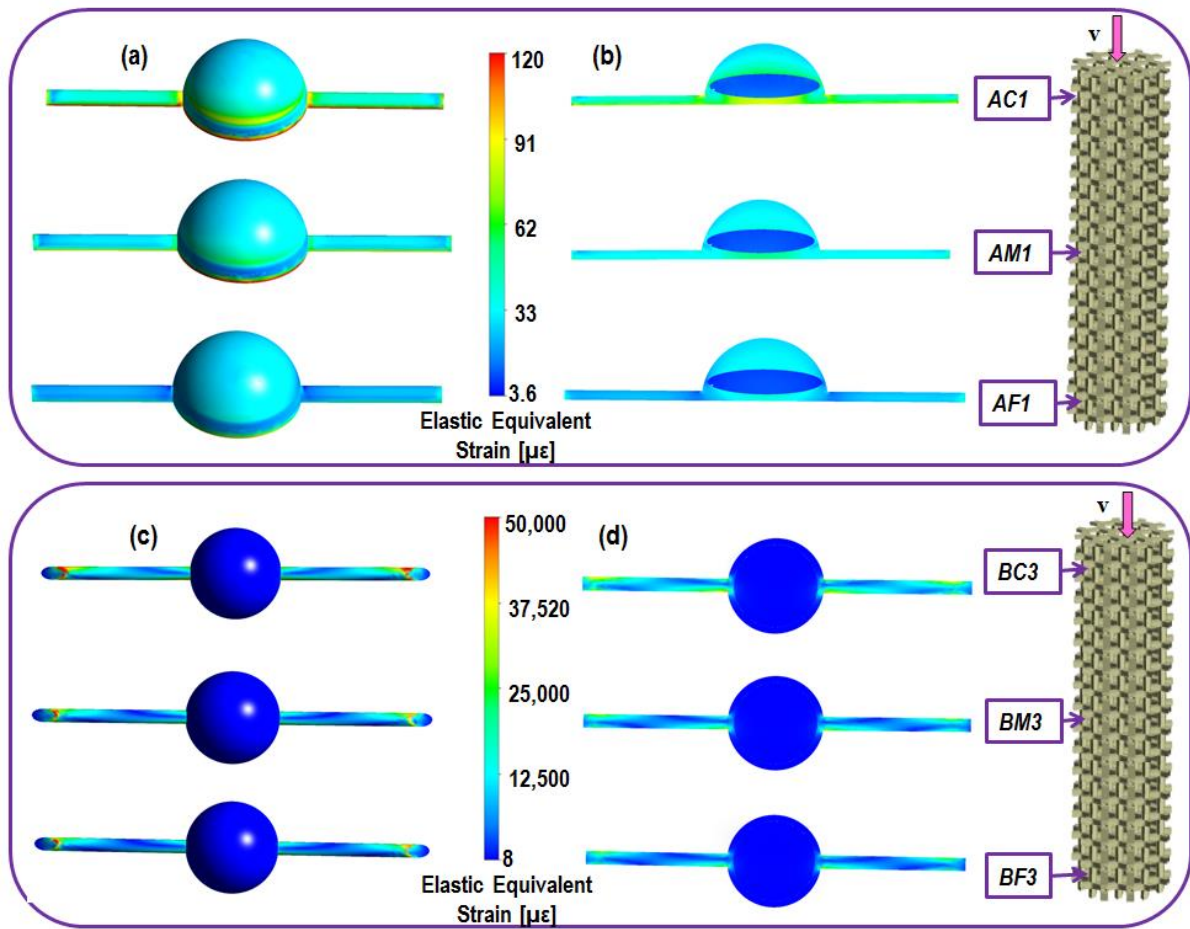 (a)
120
91
62
33
3.6
Elastic Equivalent
Strain [µε]
(b)
v
AC1
AM1
AF1
(c)
50,000
37,520
25,000
12,500
8
Elastic Equivalent
Strain [µε]
(d)
v
BC3
BM3
BF3